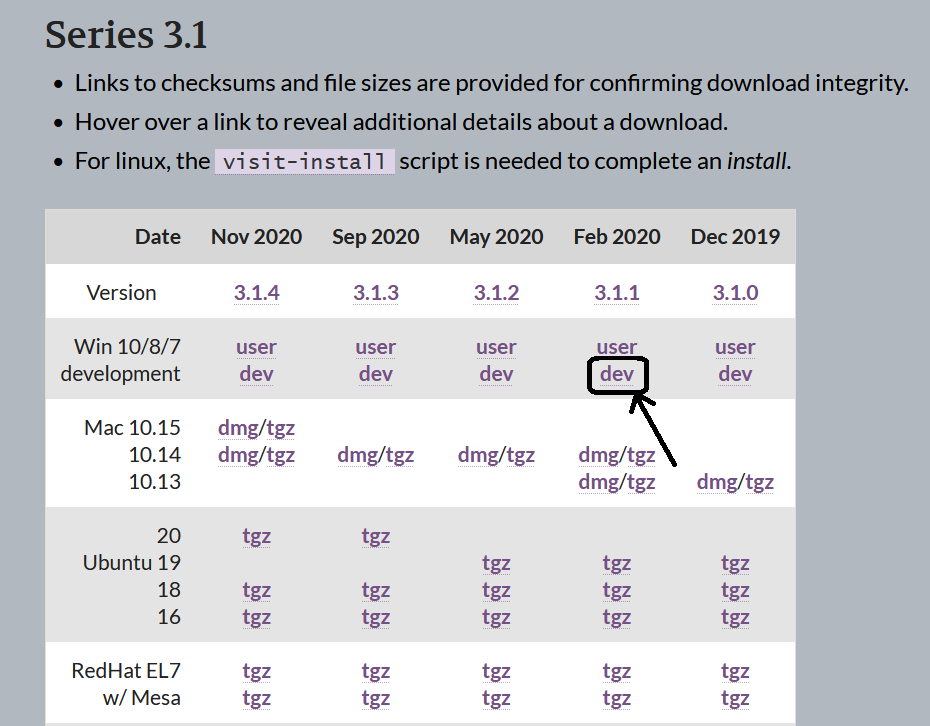 Series 3.1
• Links to checksums and file sizes are provided for confirming download integrity.
• Hover over a link to reveal additional details about a download.
• For linux, the visit-install script is needed to complete an install.
Date Nov 2020 Sep 2020 May 2020 Feb 2020 Dec 2019
Version 3.1.4 3.1.3 3.1.2 3.1.1 3.1.0
Win 10/8/7 user user user user user
development dev dev dev dev dev
Mac 10.15 dmg/tgz
10.14 dmg/tgz dmg/tgz dmg/tgz dmg/tgz
10.13 dmg/tgz dmg/tgz
20 tgz tgz
Ubuntu 19 tgz tgz tgz
18 tgz tgz tgz tgz tgz
16 tgz tgz tgz tgz tgz
RedHat EL7 tgz tgz tgz tgz tgz
w/ Mesa tgz tgz tgz tgz tgz